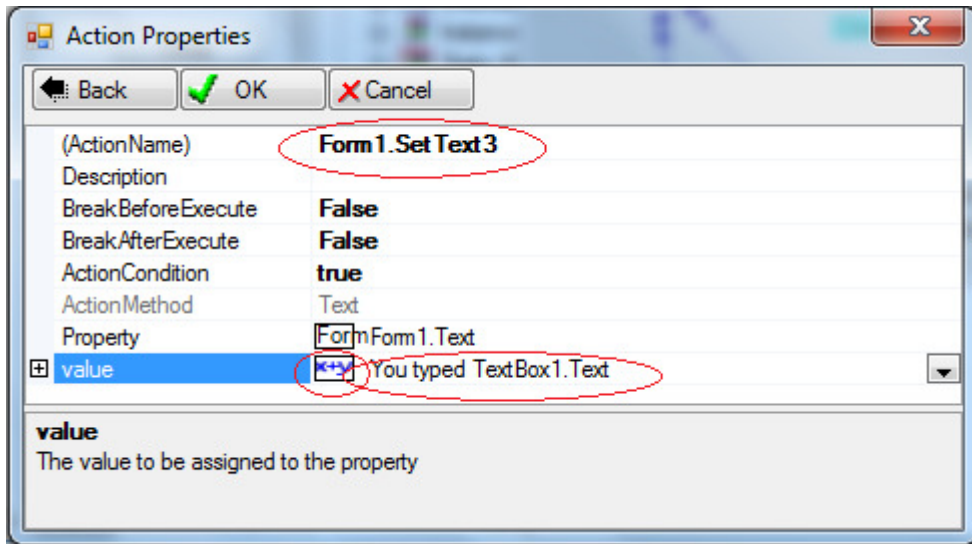 Action Properties
Back OK Cancel
(ActionName) Form1.SetText3
Description
BreakBeforeExecute False
BreakAfterExecute False
ActionCondition true
ActionMethod Text
Property Form Form1.Text
value x+y You typed TextBox1.Text
value
The value to be assigned to the property